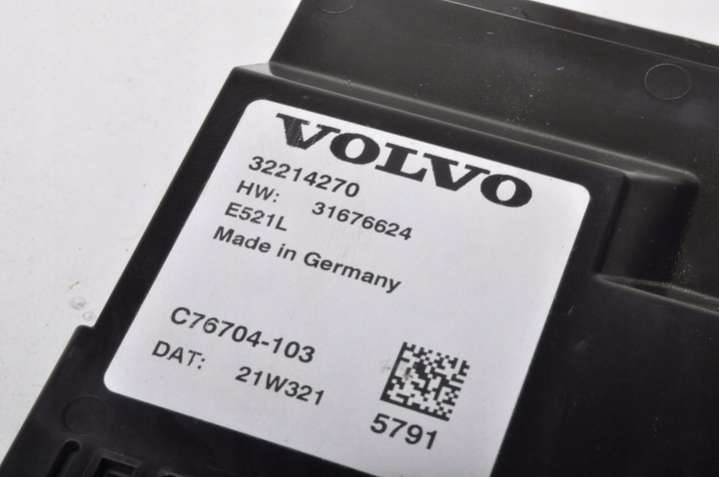 VOLVO
32214270
HW: 31676624
E521L
Made in Germany
C76704-103
DAT: 21W321
5791